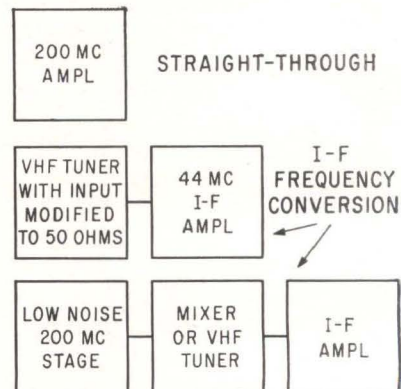 200 MC
AMPL
STRAIGHT-THROUGH
VHF TUNER
WITH INPUT
MODIFIED
TO 50 OHMS
44 MC
I-F
AMPL
I-F
FREQUENCY
CONVERSION
LOW NOISE
200 MC
STAGE
MIXER
OR VHF
TUNER
I-F
AMPL